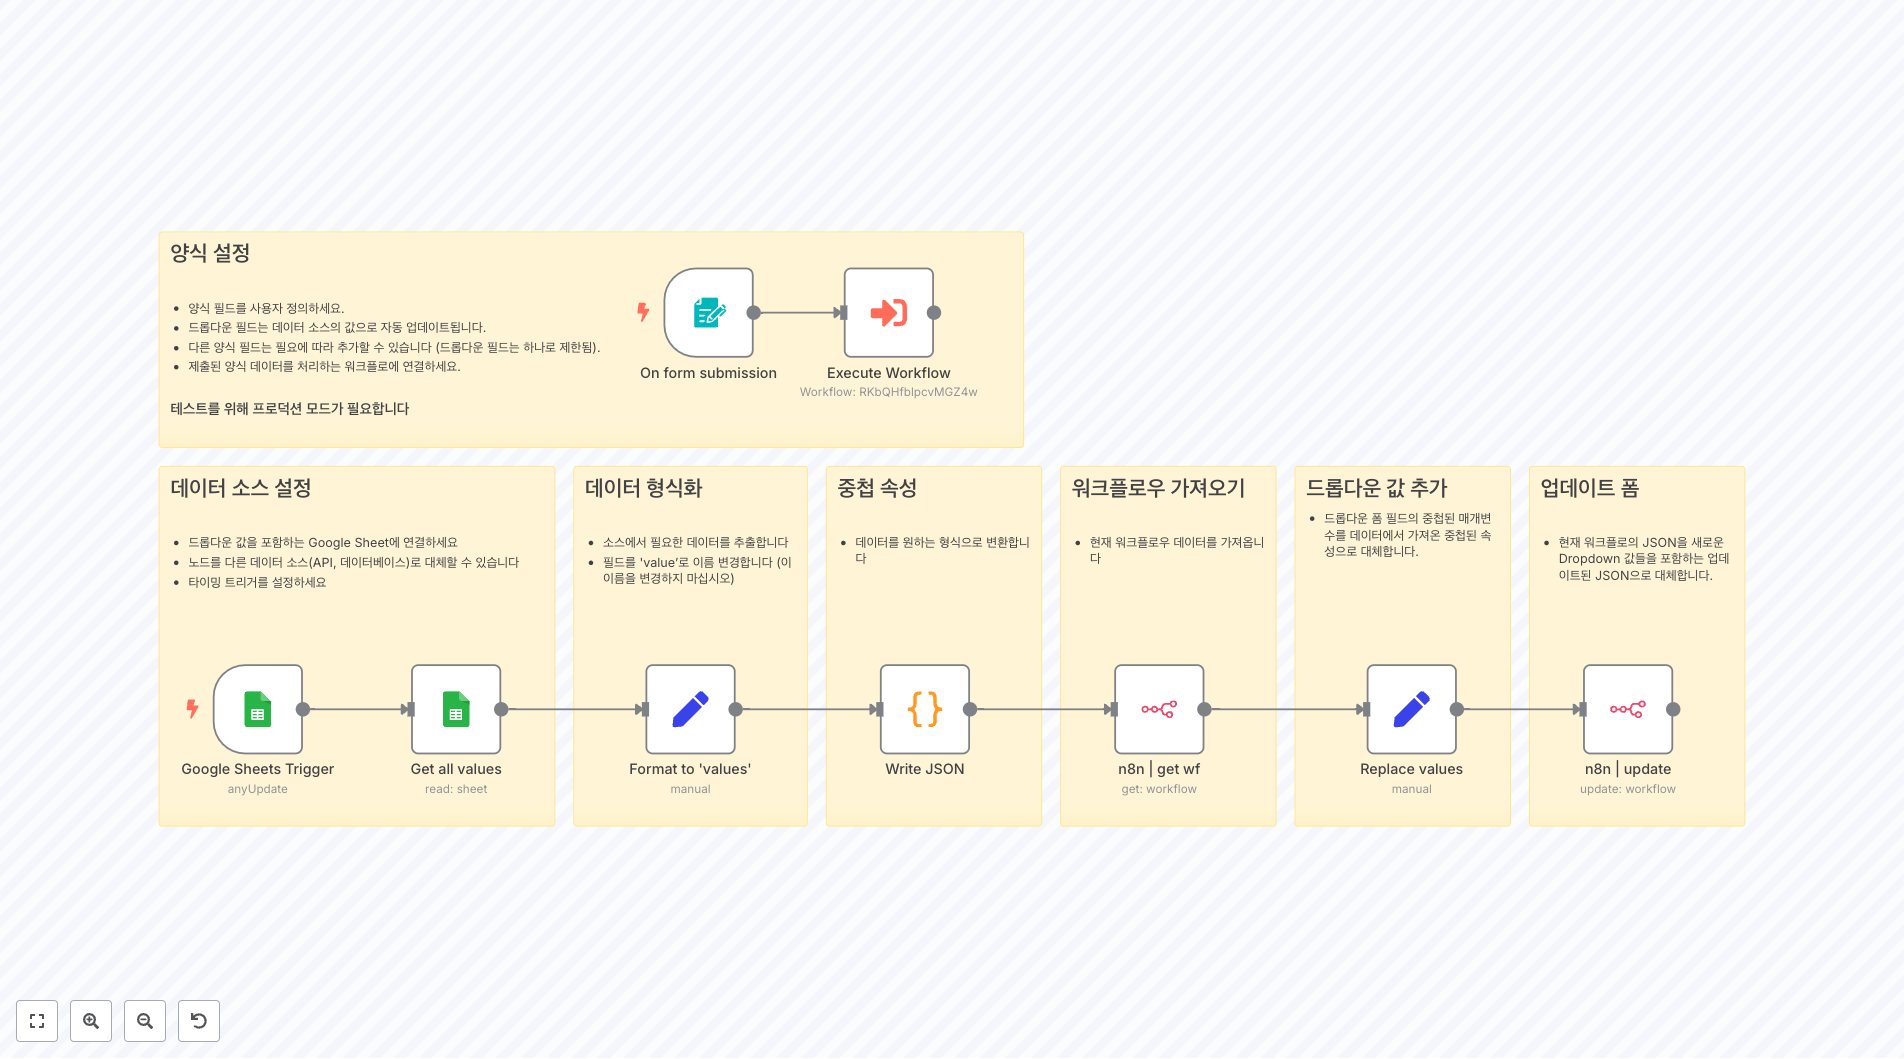 양식 설정
양식 필드를 사용자 정의하세요.
드롭다운 필드는 데이터 소스의 값으로 자동 업데이트됩니다.
다른 양식 필드는 필요에 따라 추가할 수 있습니다 (드롭다운 필드는 하나로 제한됨).
제출된 양식 데이터를 처리하는 워크플로에 연결하세요.
테스트를 위해 프로덕션 모드가 필요합니다
On form submission
Execute Workflow
Workflow: RKbQHfblpcvMGZ4w
데이터 소스 설정
드롭다운 값을 포함하는 Google Sheet에 연결하세요
노드를 다른 데이터 소스(API, 데이터베이스)로 대체할 수 있습니다
타이밍 트리거를 설정하세요
Google Sheets Trigger
anyUpdate
Get all values
read: sheet
데이터 형식화
소스에서 필요한 데이터를 추출합니다
필드를 'value'로 이름 변경합니다 (이
이름을 변경하지 마십시오)
Format to 'values'
manual
중첩 속성
데이터를 원하는 형식으로 변환합니
다
Write JSON
워크플로우 가져오기
현재 워크플로우 데이터를 가져옵니
다
n8n | get wf
get: workflow
드롭다운 값 추가
드롭다운 폼 필드의 중첩된 매개변
수를 데이터에서 가져온 중첩된 속
성으로 대체합니다.
Replace values
manual
업데이트 폼
현재 워크플로의 JSON을 새로운
Dropdown 값들을 포함하는 업데
이트된 JSON으로 대체합니다.
n8n | update
update: workflow